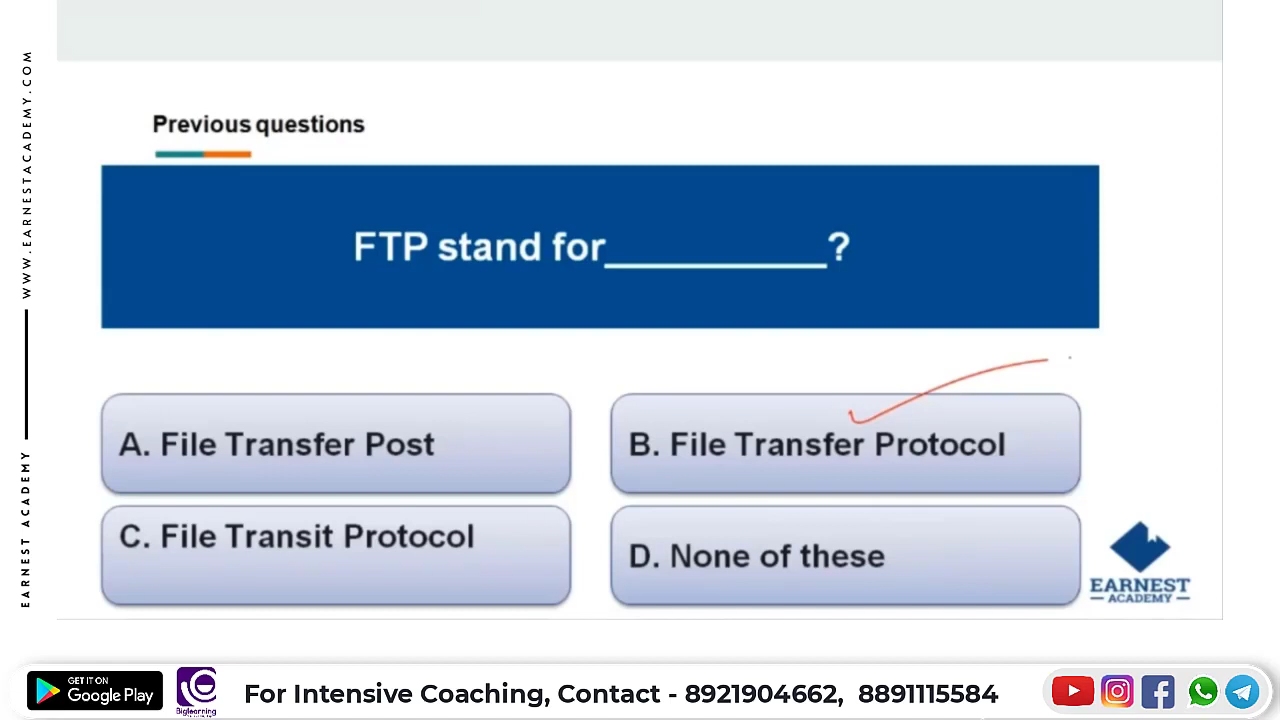 WWW.EARNESTACADEMY.COM
EARNEST ACADEMY
Previous questions
FTP stand for__________?
A. File Transfer Post
B. File Transfer Protocol
C. File Transit Protocol
D. None of these
EARNEST
ACADEMY
GET IT ON
Google Play
Biglearning
For Intensive Coaching, Contact - 8921904662, 8891115584